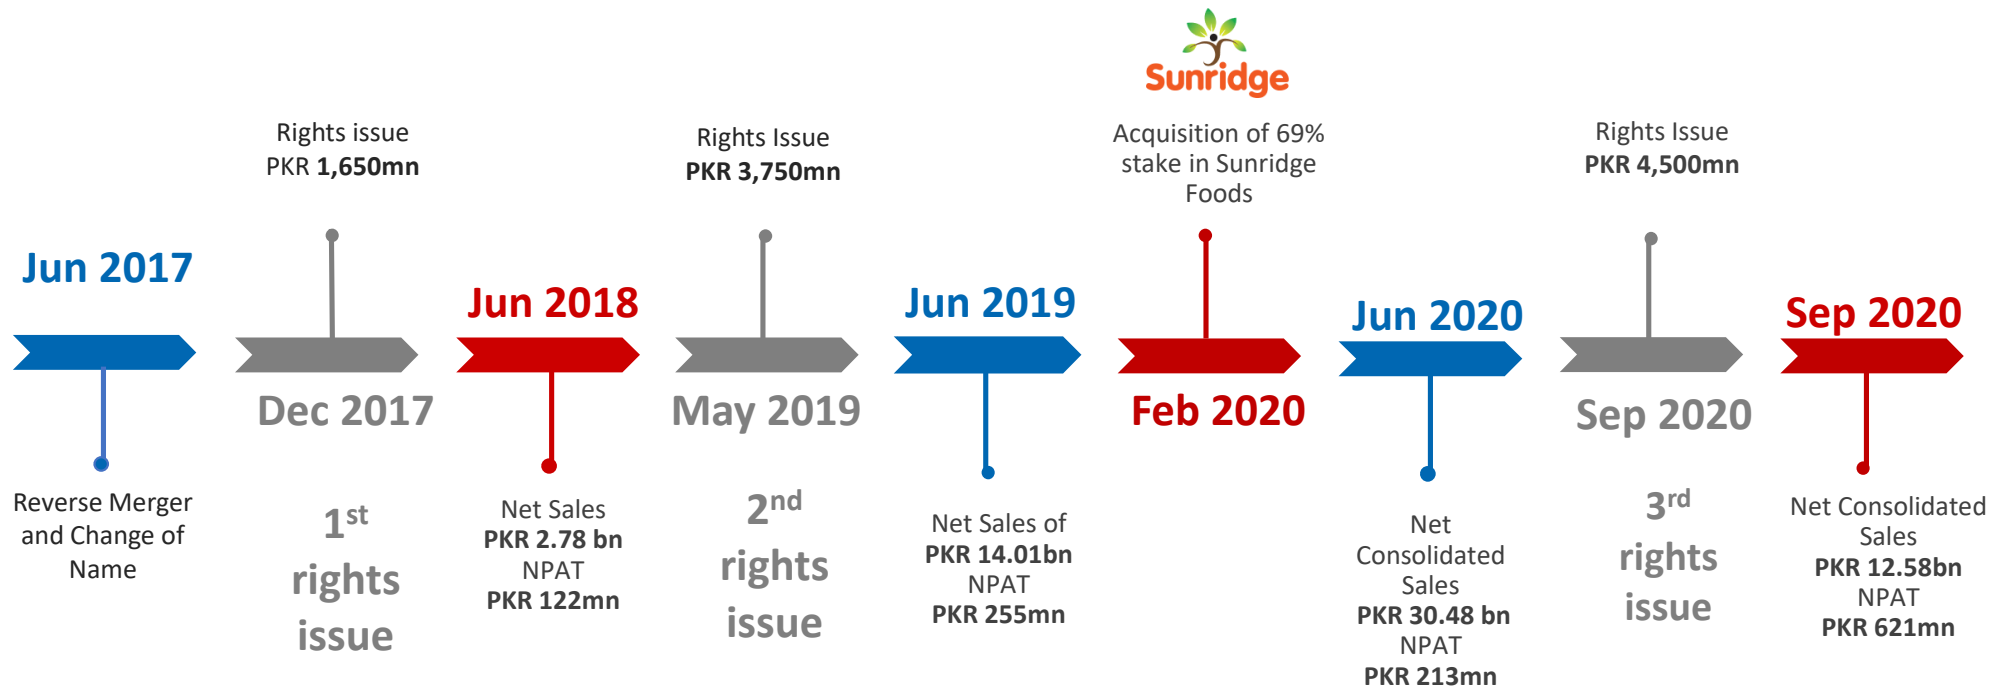 Jun 2017
Reverse Merger
and Change of
Name
Rights issue
PKR 1,650mn
Dec 2017
1st
rights
issue
Jun 2018
Net Sales
PKR 2.78 bn
NPAT
PKR 122mn
Rights Issue
PKR 3,750mn
May 2019
2nd
rights
issue
Jun 2019
Net Sales of
PKR 14.01bn
NPAT
PKR 255mn
Sunridge
Acquisition of 69%
stake in Sunridge
Foods
Feb 2020
Jun 2020
Net
Consolidated
Sales
PKR 30.48 bn
NPAT
PKR 213mn
Rights Issue
PKR 4,500mn
Sep 2020
3rd
rights
issue
Sep 2020
Net Consolidated
Sales
PKR 12.58bn
NPAT
PKR 621mn